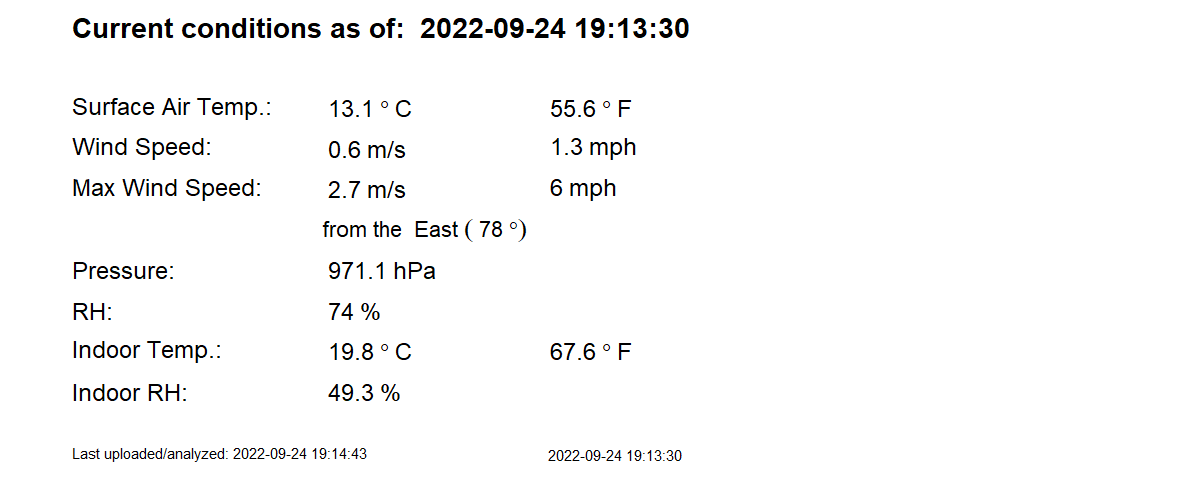 Current conditions as of:  2022-09-24 19:13:30
Surface Air Temp.: 13.1 ° C 55.6 ° F
Wind Speed: 0.6 m/s 1.3 mph
Max Wind Speed: 2.7 m/s 6 mph
from the  East ( 78 °)
Pressure: 971.1 hPa
RH: 74 %
Indoor Temp.: 19.8 ° C 67.6 ° F
Indoor RH: 49.3 %
Last uploaded/analyzed: 2022-09-24 19:14:43 2022-09-24 19:13:30